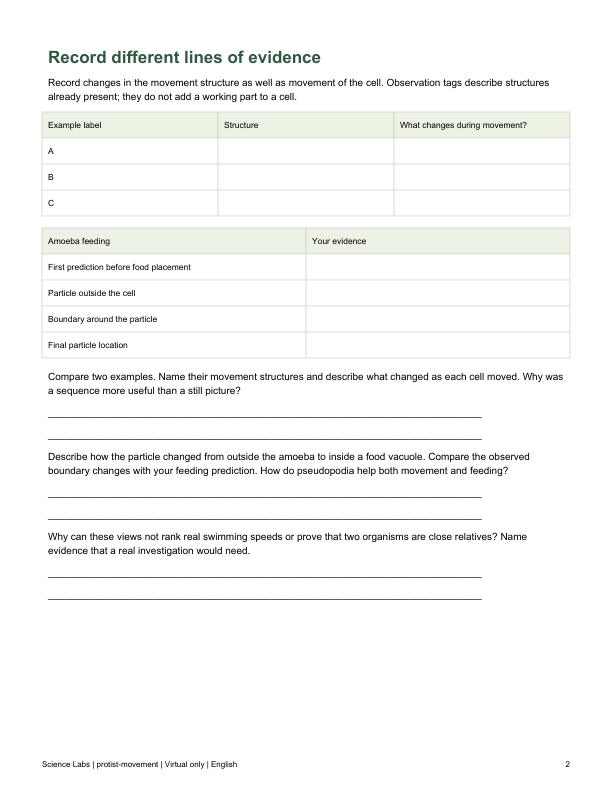 Record different lines of evidence
Record changes in the movement structure as well as movement of the cell. Observation tags describe structures
already present; they do not add a working part to a cell.
Example label Structure What changes during movement?
A
B
C
Amoeba feeding Your evidence
First prediction before food placement
Particle outside the cell
Boundary around the particle
Final particle location
Compare two examples. Name their movement structures and describe what changed as each cell moved. Why was
a sequence more useful than a still picture?
Describe how the particle changed from outside the amoeba to inside a food vacuole. Compare the observed
boundary changes with your feeding prediction. How do pseudopodia help both movement and feeding?
Why can these views not rank real swimming speeds or prove that two organisms are close relatives? Name
evidence that a real investigation would need.
Science Labs | protist-movement | Virtual only | English 2